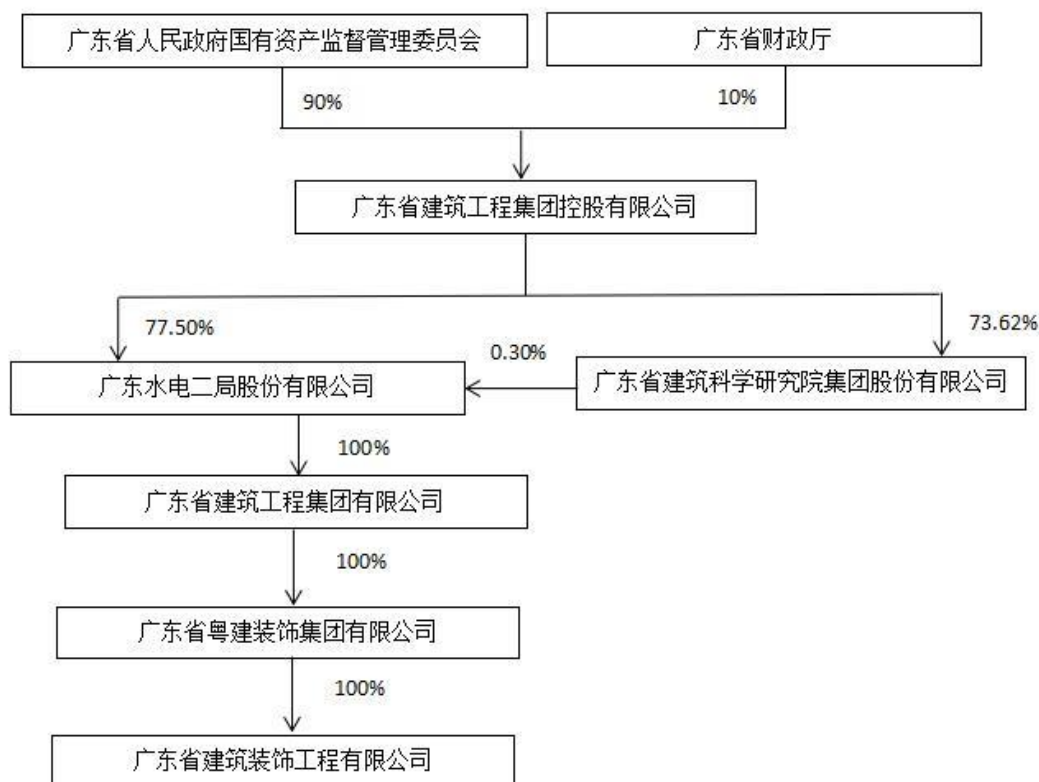 广东省人民政府国有资产监督管理委员会
广东省财政厅
90%
10%
广东省建筑工程集团控股有限公司
77.50%
73.62%
0.30%
广东水电二局股份有限公司
广东省建筑科学研究院集团股份有限公司
100%
广东省建筑工程集团有限公司
100%
广东省粤建装饰集团有限公司
100%
广东省建筑装饰工程有限公司